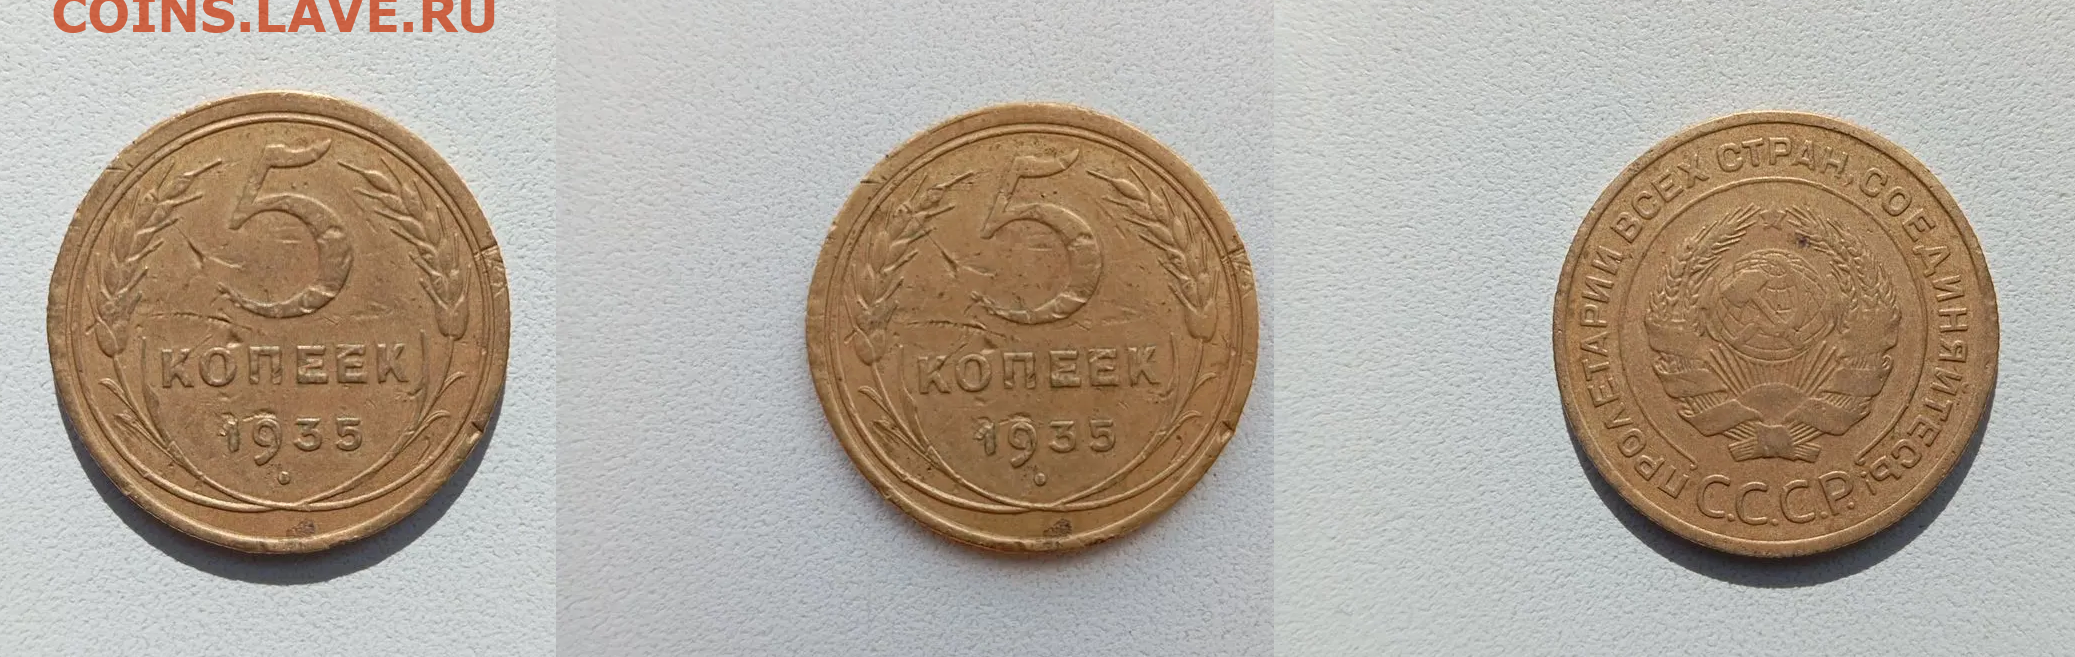 COINS.LAVE.RU
5
КОПЕЕК
1935
5
КОПЕЕК
1935
ПРОЛЕТАРИИ ВСЕХ СТРАН, СОЕДИНЯЙТЕСЬ!
С.С.С.Р.